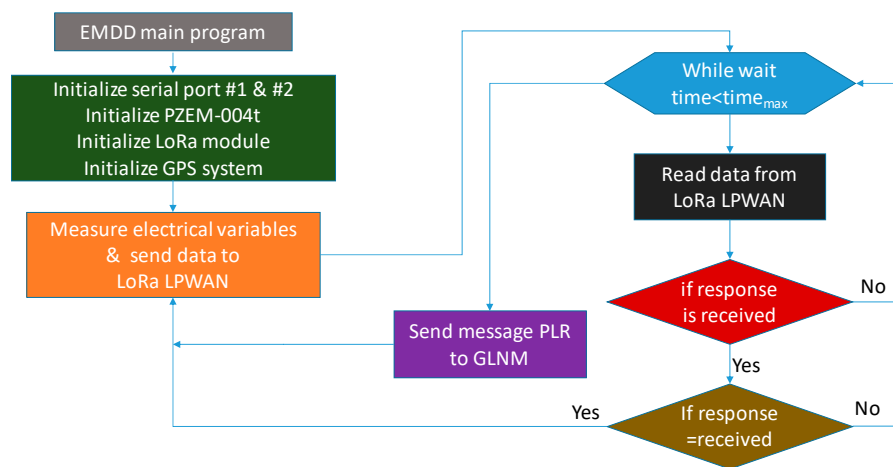 EMDD main program
Initialize serial port #1 & #2
Initialize PZEM-004t
Initialize LoRa module
Initialize GPS system
Measure electrical variables
& send data to
LoRa LPWAN
While wait
time<time_max
Read data from
LoRa LPWAN
if response
is received
No
Yes
Send message PLR
to GLNM
If response
=received
No
Yes